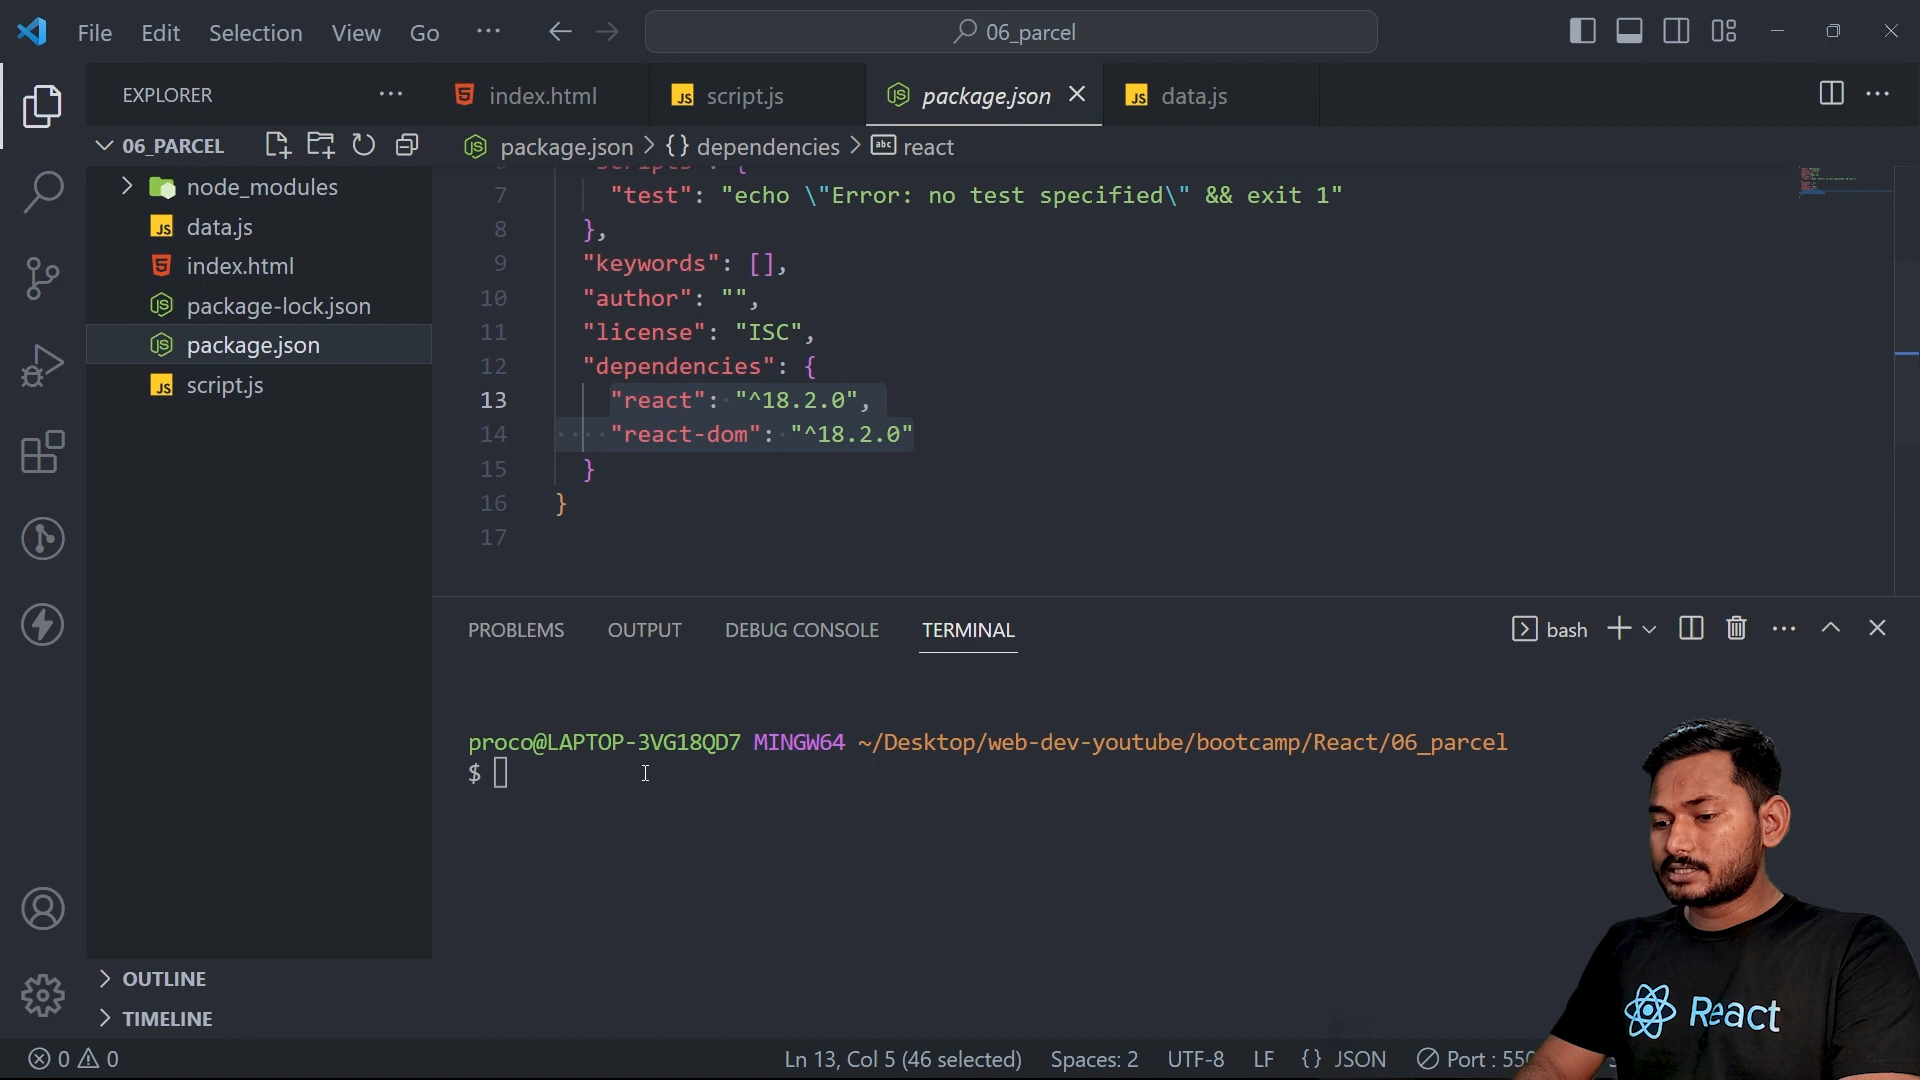 File Edit Selection View Go ··· 06_parcel
EXPLORER ···
index.html
script.js
package.json
data.js
06_PARCEL
package.json > {} dependencies > react
node_modules
data.js
index.html
package-lock.json
package.json
script.js
7 "test": "echo \"Error: no test specified\" && exit 1"
8 },
9 "keywords": [],
10 "author": "",
11 "license": "ISC",
12 "dependencies": {
13 "react": "^18.2.0",
14 "react-dom": "^18.2.0"
15 }
16 }
17
PROBLEMS OUTPUT DEBUG CONSOLE TERMINAL bash
proco@LAPTOP-3VG18QD7 MINGW64 ~/Desktop/web-dev-youtube/bootcamp/React/06_parcel
$
OUTLINE
TIMELINE
React
0 0 Ln 13, Col 5 (46 selected) Spaces: 2 UTF-8 LF {} JSON Port : 550